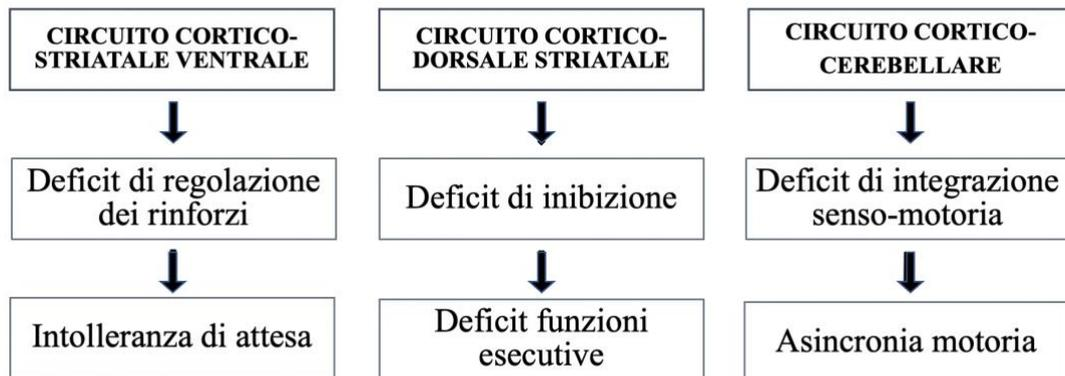 CIRCUITO CORTICO-
STRIATALE VENTRALE
CIRCUITO CORTICO-
DORSALE STRIATALE
CIRCUITO CORTICO-
CEREBELLARE
Deficit di regolazione
dei rinforzi
Deficit di inibizione
Deficit di integrazione
senso-motoria
Intolleranza di attesa
Deficit funzioni
esecutive
Asincronia motoria